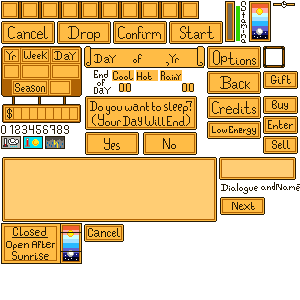 Cancel Drop Confirm Start
Stamina
Yr Week Day
Season
$
0123456789
DAY of ,Yr
End of DaY
Cool Hot Rainy
00 00
Do you want to sleep?
(Your Day Will End)
Yes No
Options
Back
Credits
Low Energy
Gift
Buy
Enter
Sell
Dialogue and Name
Next
Closed
Open After
Sunrise
Cancel